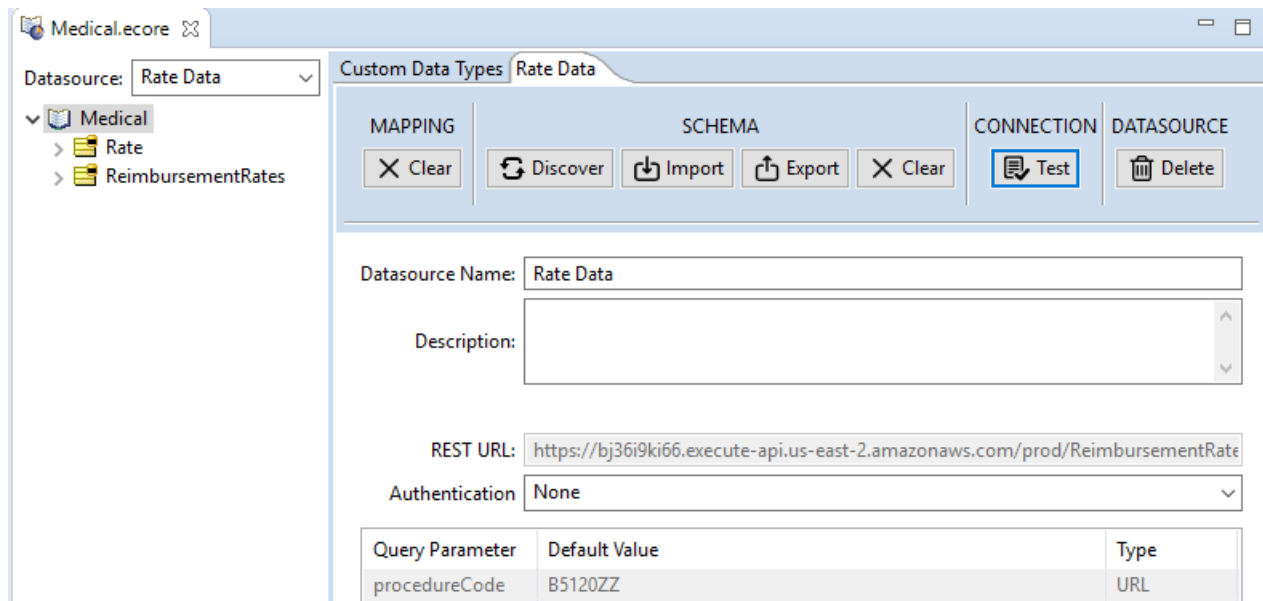 Medical.ecore
Datasource: Rate Data
Medical
Rate
ReimbursementRates
Custom Data Types Rate Data
MAPPING SCHEMA CONNECTION DATASOURCE
Clear Discover Import Export Clear Test Delete
Datasource Name: Rate Data
Description:
REST URL: https://bj36i9ki66.execute-api.us-east-2.amazonaws.com/prod/ReimbursementRate
Authentication None
Query Parameter Default Value Type
procedureCode B5120ZZ URL